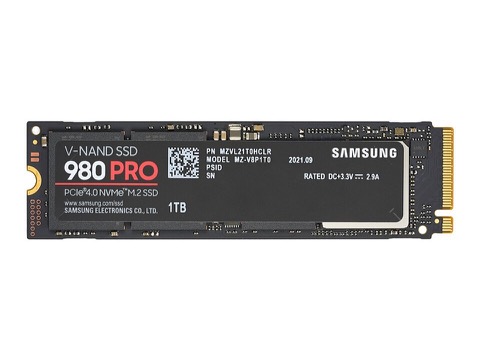 V-NAND SSD
980 PRO
PCIe® 4.0 NVMe™ M.2 SSD
www.samsung.com/ssd
SAMSUNG ELECTRONICS CO., LTD.
1TB
PN MZVL21T0HCLR
MODEL MZ-V8P1T0
PSID
SN
2021.09
SAMSUNG
RATED DC+3.3V ⎓ 2.9A